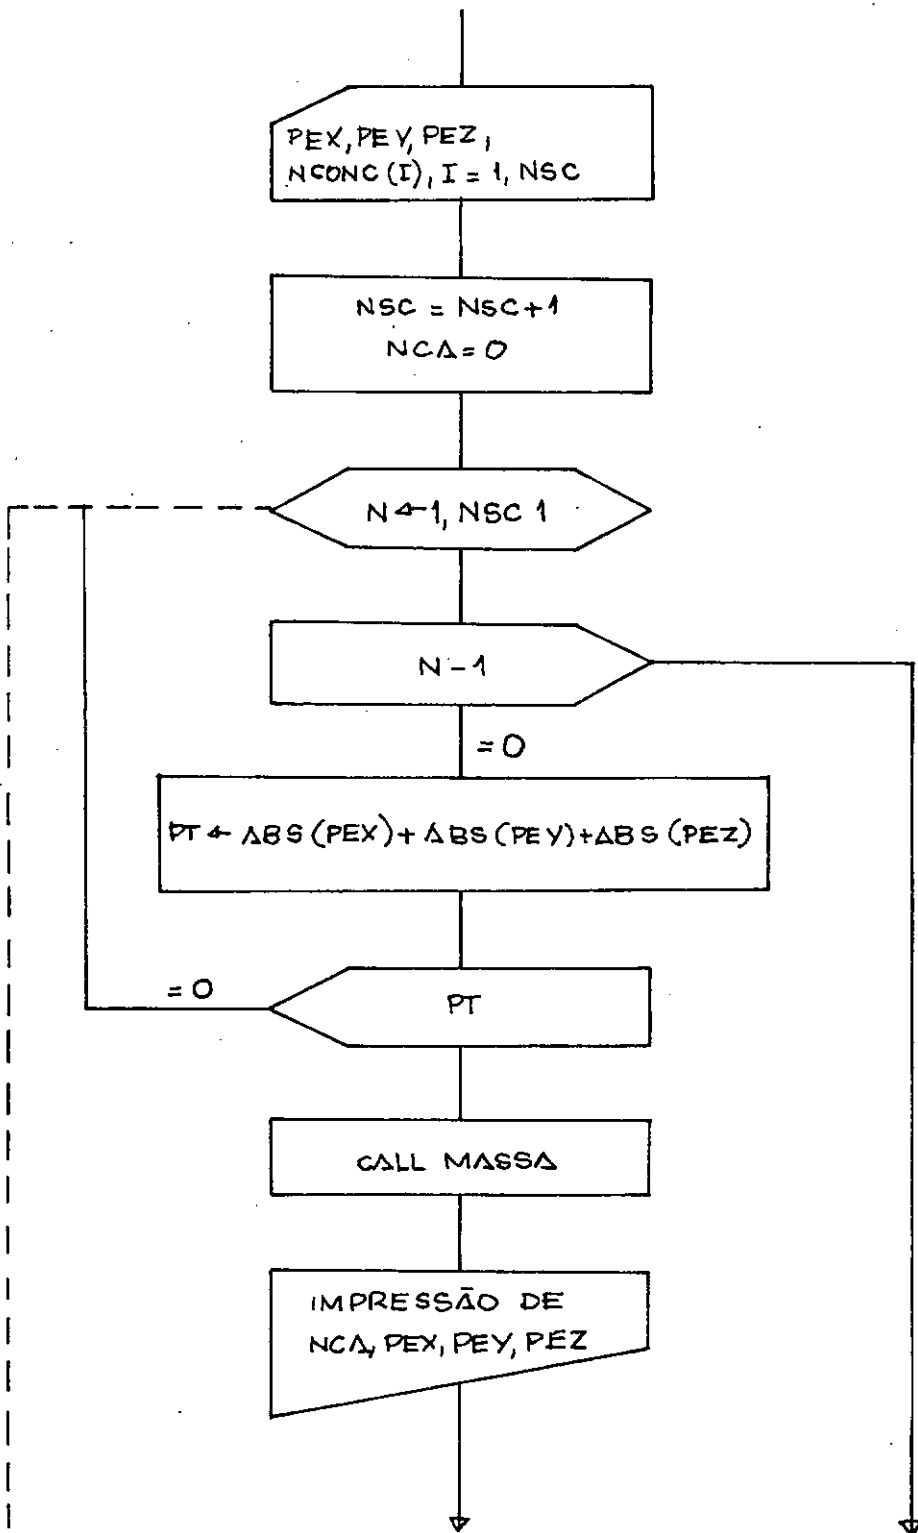 PEX, PEY, PEZ,
NCONC (I), I = 1, NSC
NSC = NSC + 1
NCA = 0
N ← 1, NSC 1
N - 1
= 0
PT ← ABS (PEX) + ABS (PEY) + ABS (PEZ)
= 0
PT
CALL MASSA
IMPRESSÃO DE
NCA, PEX, PEY, PEZ